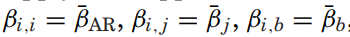 β_{i,i} = β̄_{AR}, β_{i,j} = β̄_j, β_{i,b} = β̄_b,